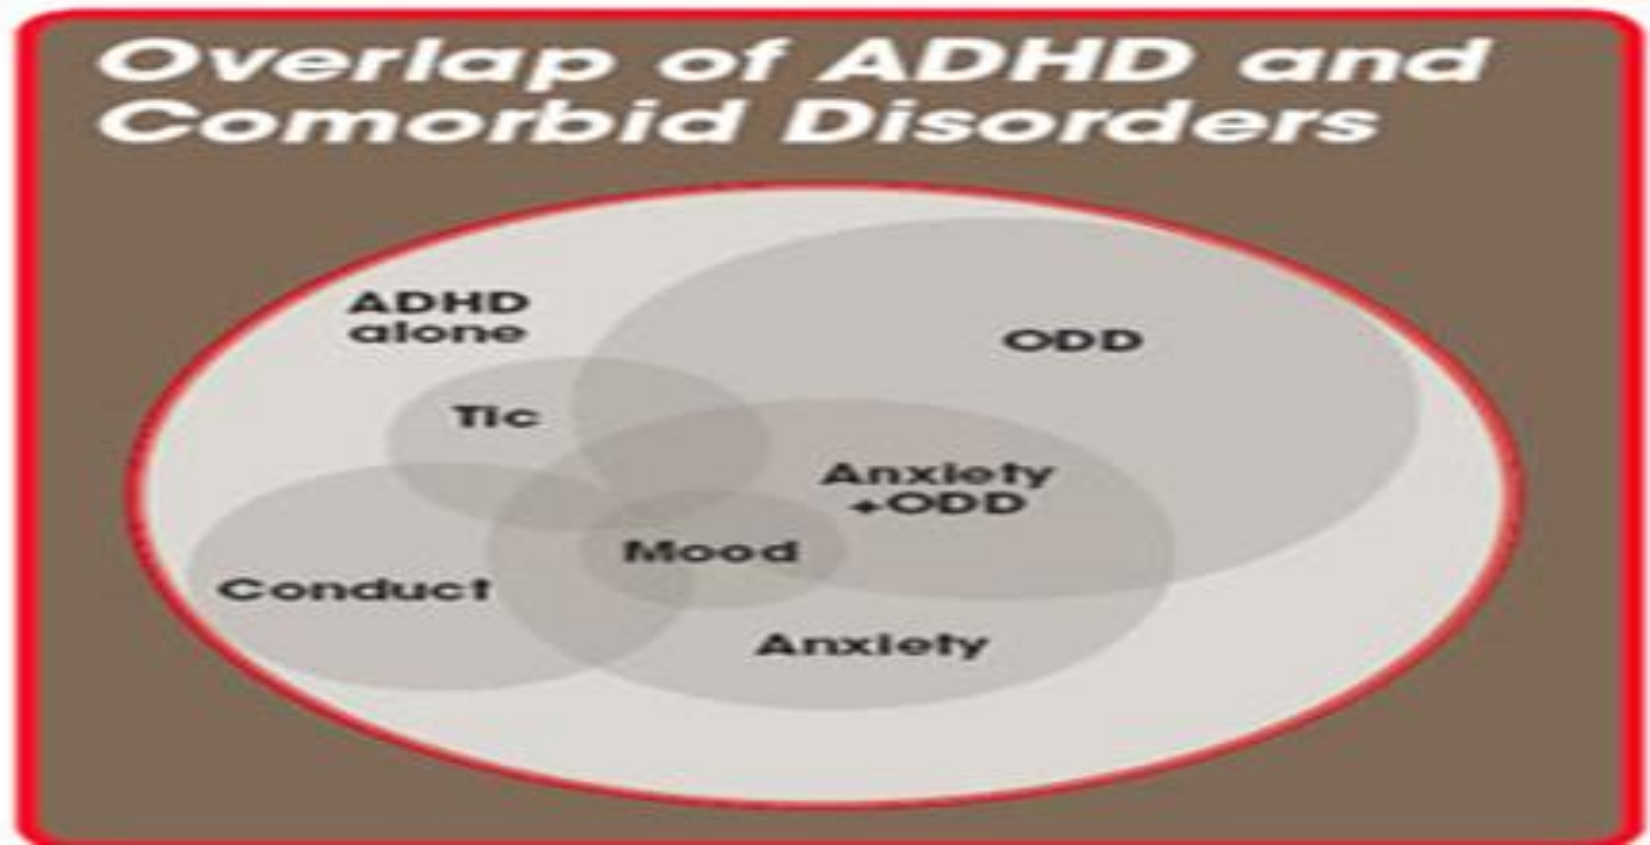 Overlap of ADHD and
Comorbid Disorders
ADHD
alone
ODD
Tic
Anxiety
+ODD
Mood
Conduct
Anxiety